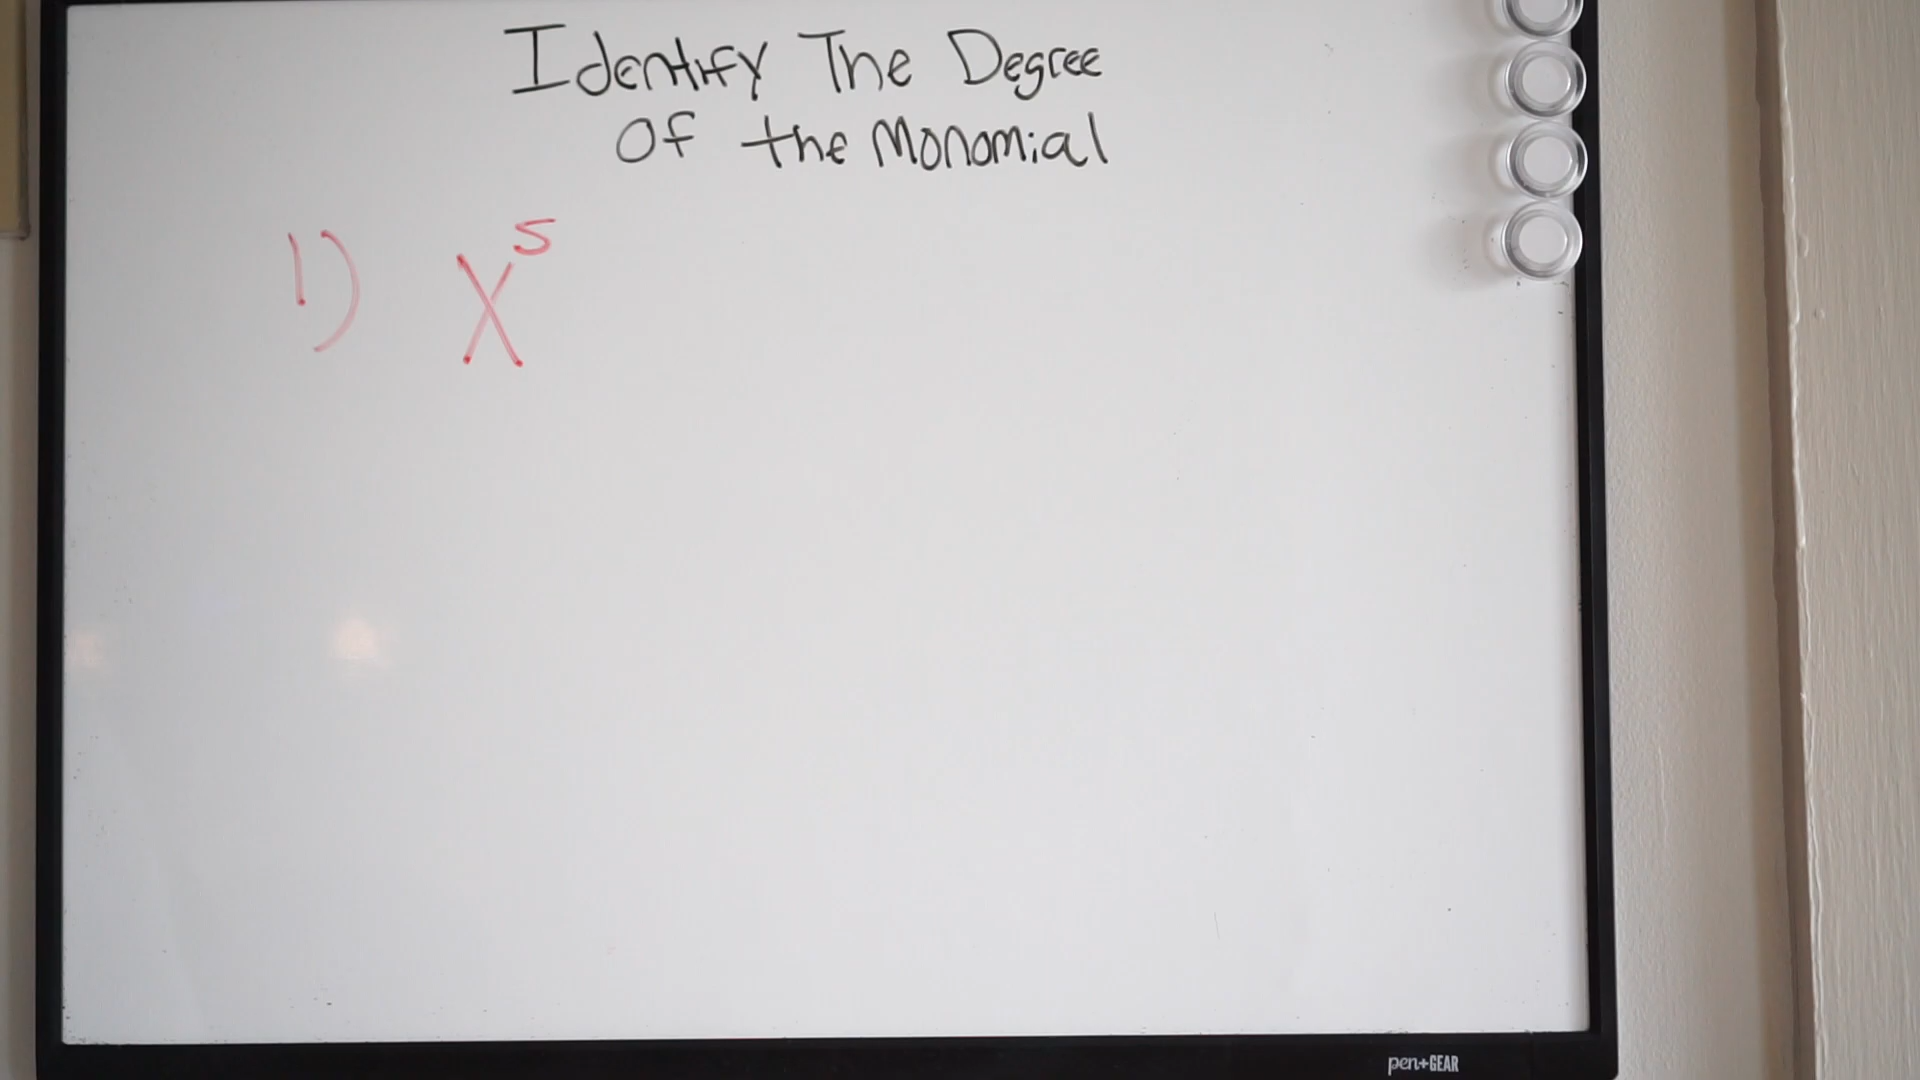 Identify The Degree
Of the Monomial
1) X⁵
pen+GEAR